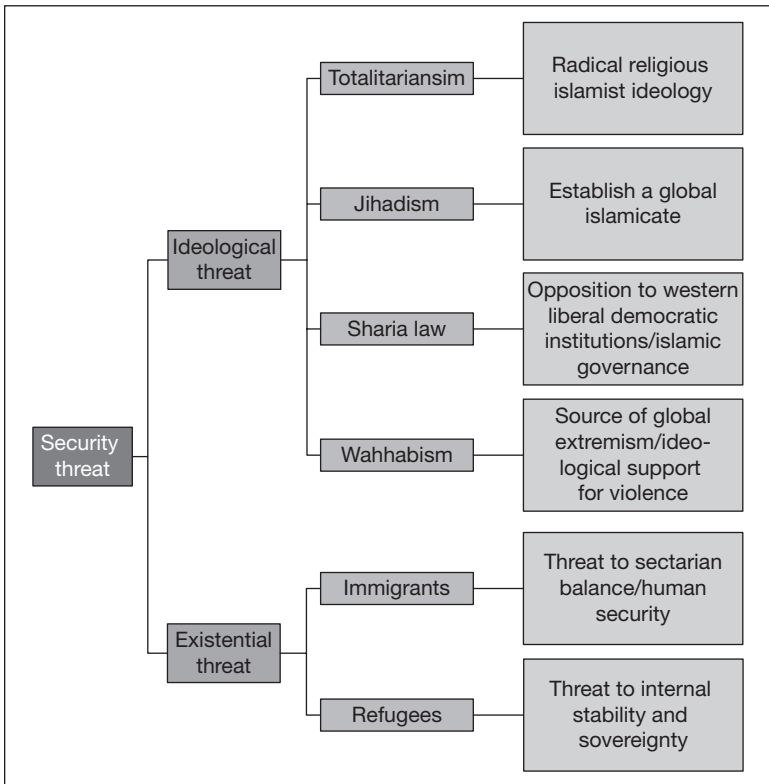 Totalitariansim
Radical religious
islamist ideology
Jihadism
Establish a global
islamicate
Ideological
threat
Sharia law
Opposition to western
liberal democratic
institutions/islamic
governance
Security
threat
Wahhabism
Source of global
extremism/ideo-
logical support
for violence
Immigrants
Threat to sectarian
balance/human
security
Existential
threat
Refugees
Threat to internal
stability and
sovereignty